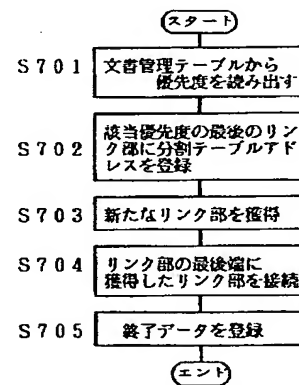 スタート
S701 文書管理テーブルから
優先度を読み出す
S702 該当優先度の最後のリン
ク部に分割テーブルアド
レスを登録
S703 新たなリンク部を獲得
S704 リンク部の最後端に
獲得したリンク部を接続
S705 終了データを登録
エンド